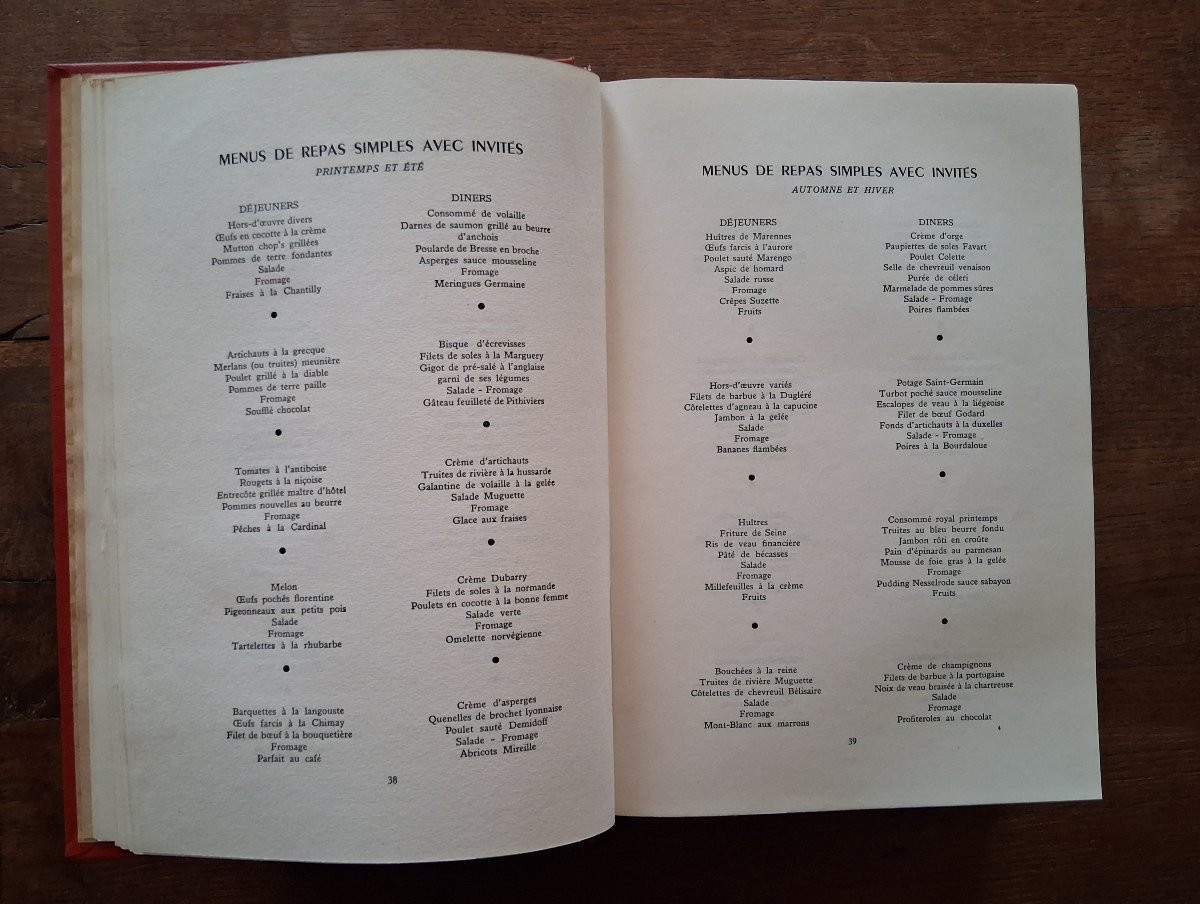 MENUS DE REPAS SIMPLES AVEC INVITÉS
PRINTEMPS ET ÉTÉ
DÉJEUNERS
Hors-d'œuvre divers
Œufs en cocotte à la crème
Mutton chop's grillées
Pommes de terre fondantes
Salade
Fromage
Fraises à la Chantilly
●
Artichauts à la grecque
Merlans (ou truites) meunière
Poulet grillé à la diable
Pommes de terre paille
Fromage
Soufflé chocolat
●
Tomates à l'antiboise
Rougets à la niçoise
Entrecôte grillée maître d'hôtel
Pommes nouvelles au beurre
Fromage
Pêches à la Cardinal
●
Melon
Œufs pochés florentine
Pigeonneaux aux petits pois
Salade
Fromage
Tartelettes à la rhubarbe
●
Barquettes à la langouste
Œufs farcis à la Chimay
Filet de bœuf à la bouquetière
Fromage
Parfait au café
DINERS
Consommé de volaille
Darnes de saumon grillé au beurre
d'anchois
Poularde de Bresse en broche
Asperges sauce mousseline
Fromage
Meringues Germaine
●
Bisque d'écrevisses
Filets de soles à la Marguery
Gigot de pré-salé à l'anglaise
garni de ses légumes
Salade - Fromage
Gâteau feuilleté de Pithiviers
●
Crème d'artichauts
Truites de rivière à la hussarde
Galantine de volaille à la gelée
Salade Muguette
Fromage
Glace aux fraises
●
Crème Dubarry
Filets de soles à la normande
Poulets en cocotte à la bonne femme
Salade verte
Fromage
Omelette norvégienne
●
Crème d'asperges
Quenelles de brochet lyonnaise
Poulet sauté Demidoff
Salade - Fromage
Abricots Mireille
38
MENUS DE REPAS SIMPLES AVEC INVITÉS
AUTOMNE ET HIVER
DÉJEUNERS
Huîtres de Marennes
Œufs farcis à l'aurore
Poulet sauté Marengo
Aspic de homard
Salade russe
Fromage
Crêpes Suzette
Fruits
●
Hors-d'œuvre variés
Filets de barbue à la Dugléré
Côtelettes d'agneau à la capucine
Jambon à la gelée
Salade
Fromage
Bananes flambées
●
Huîtres
Friture de Seine
Ris de veau financière
Pâté de bécasses
Salade
Fromage
Millefeuilles à la crème
Fruits
●
Bouchées à la reine
Truites de rivière Muguette
Côtelettes de chevreuil Bélisaire
Salade
Fromage
Mont-Blanc aux marrons
DINERS
Crème d'orge
Paupiettes de soles Favart
Poulet Colette
Selle de chevreuil venaison
Purée de céleri
Marmelade de pommes sûres
Salade - Fromage
Poires flambées
●
Potage Saint-Germain
Turbot poché sauce mousseline
Escalopes de veau à la liégeoise
Filet de bœuf Godard
Fonds d'artichauts à la duxelles
Salade - Fromage
Poires à la Bourdaloue
●
Consommé royal printemps
Truites au bleu beurre fondu
Jambon rôti en croûte
Pain d'épinards au parmesan
Mousse de foie gras à la gelée
Fromage
Pudding Nesselrode sauce sabayon
Fruits
●
Crème de champignons
Filets de barbue à la portugaise
Noix de veau braisée à la chartreuse
Salade
Fromage
Profiteroles au chocolat
39
4